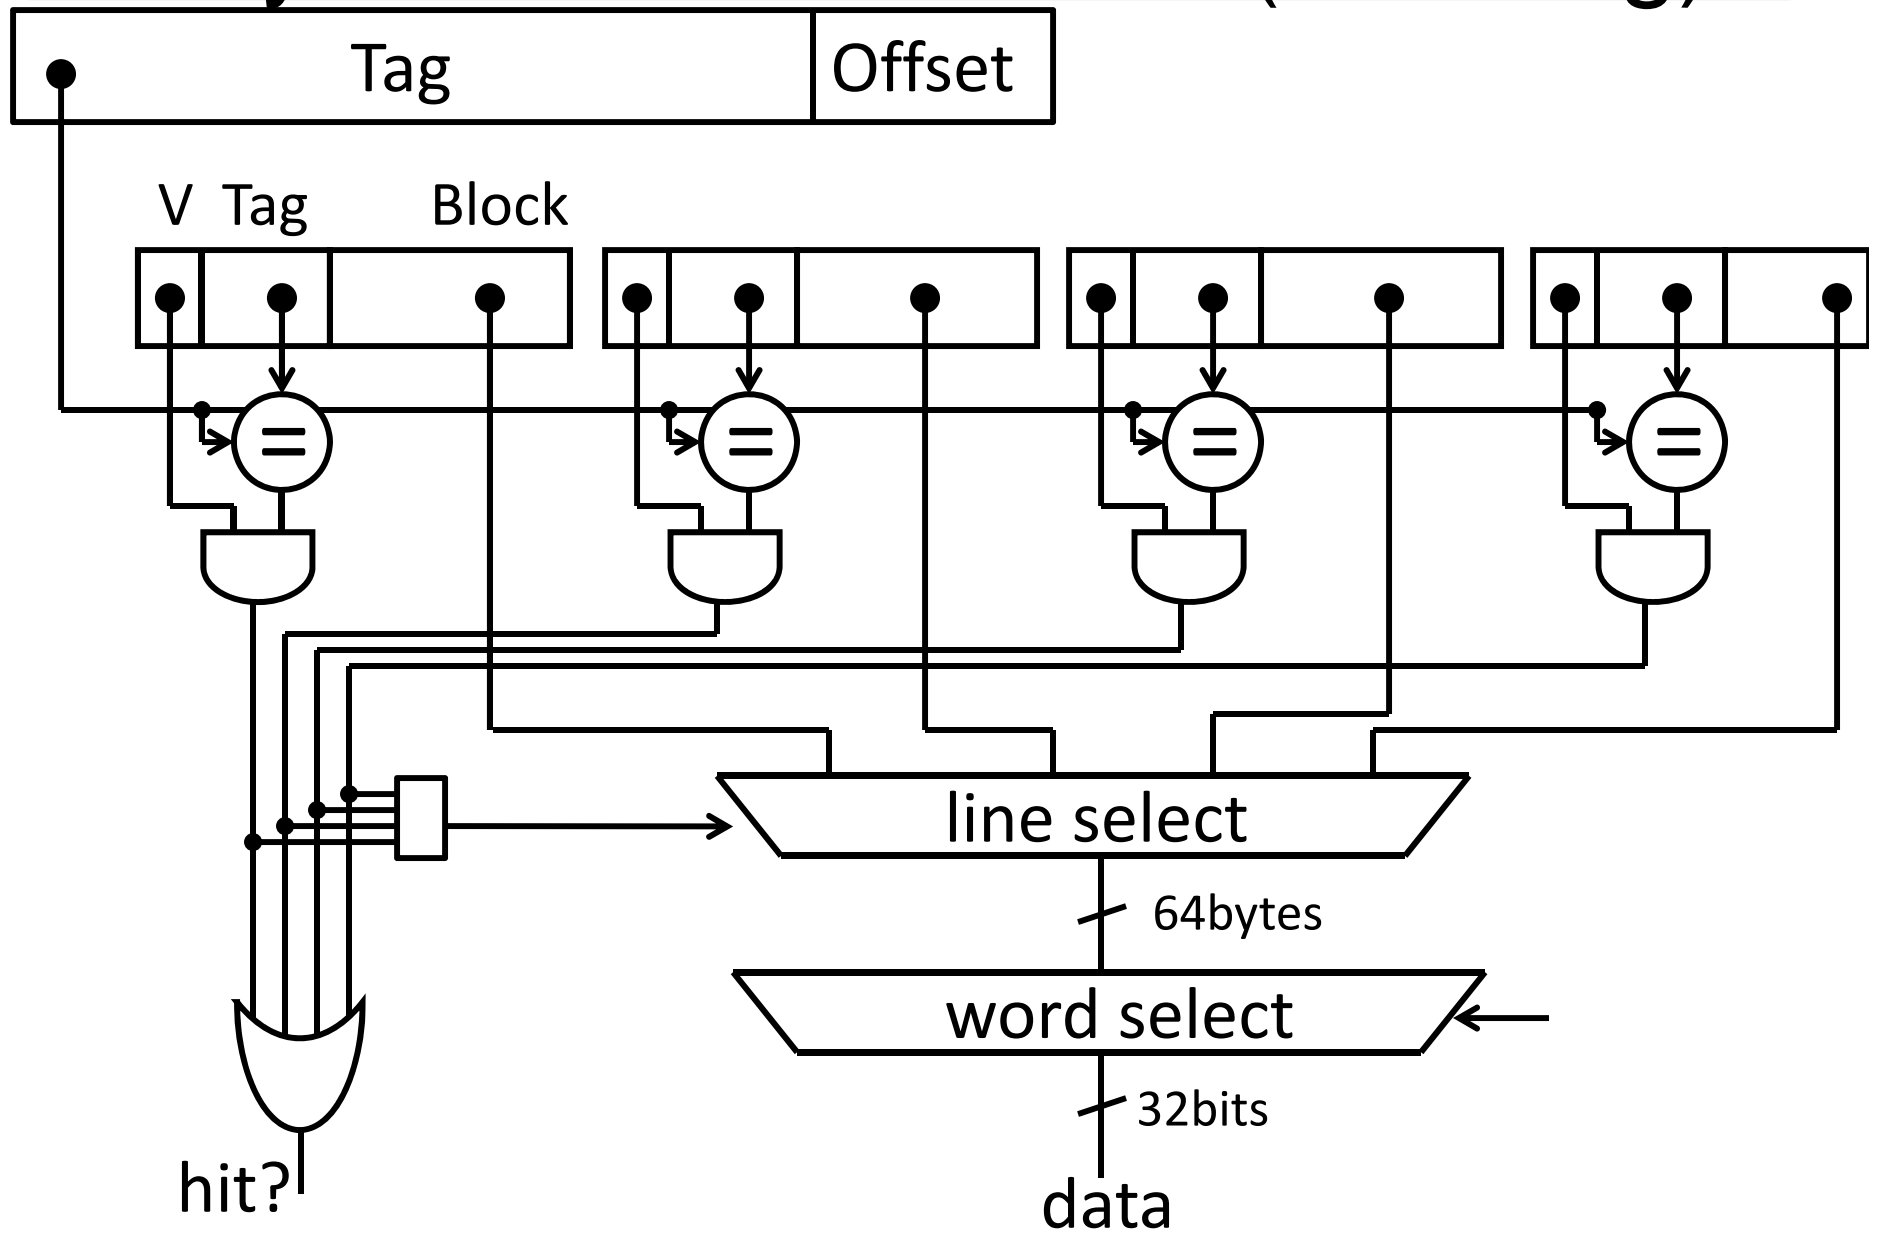 Tag Offset
V Tag Block
= = = =
line select
64bytes
word select
32bits
hit?
data